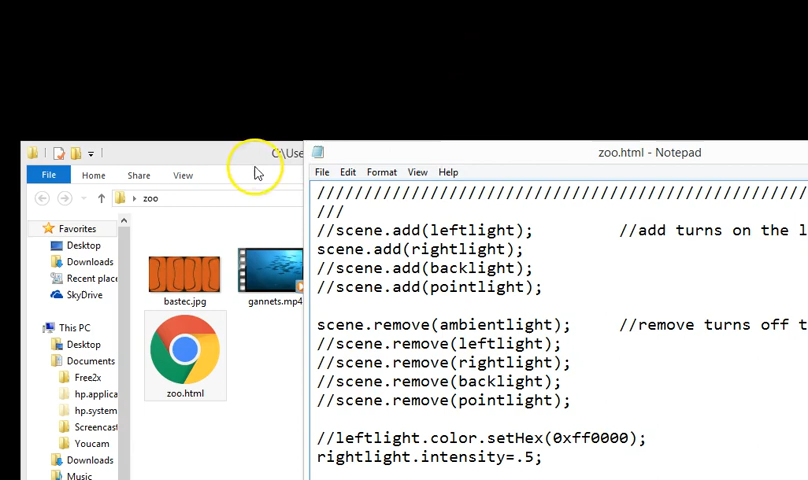 C:\Use
File Home Share View
zoo
Favorites
Desktop
Downloads
Recent place
SkyDrive
This PC
Desktop
Documents
Free2x
hp.applica
hp.system
Screencast
Youcam
Downloads
Music
bastec.jpg
gannets.mp4
zoo.html
zoo.html - Notepad
File Edit Format View Help
////////////////////////////////////////////////////
///
//scene.add(leftlight); //add turns on the l
scene.add(rightlight);
//scene.add(backlight);
//scene.add(pointlight);
scene.remove(ambientlight); //remove turns off t
//scene.remove(leftlight);
//scene.remove(rightlight);
//scene.remove(backlight);
//scene.remove(pointlight);
//leftlight.color.setHex(0xff0000);
rightlight.intensity=.5;